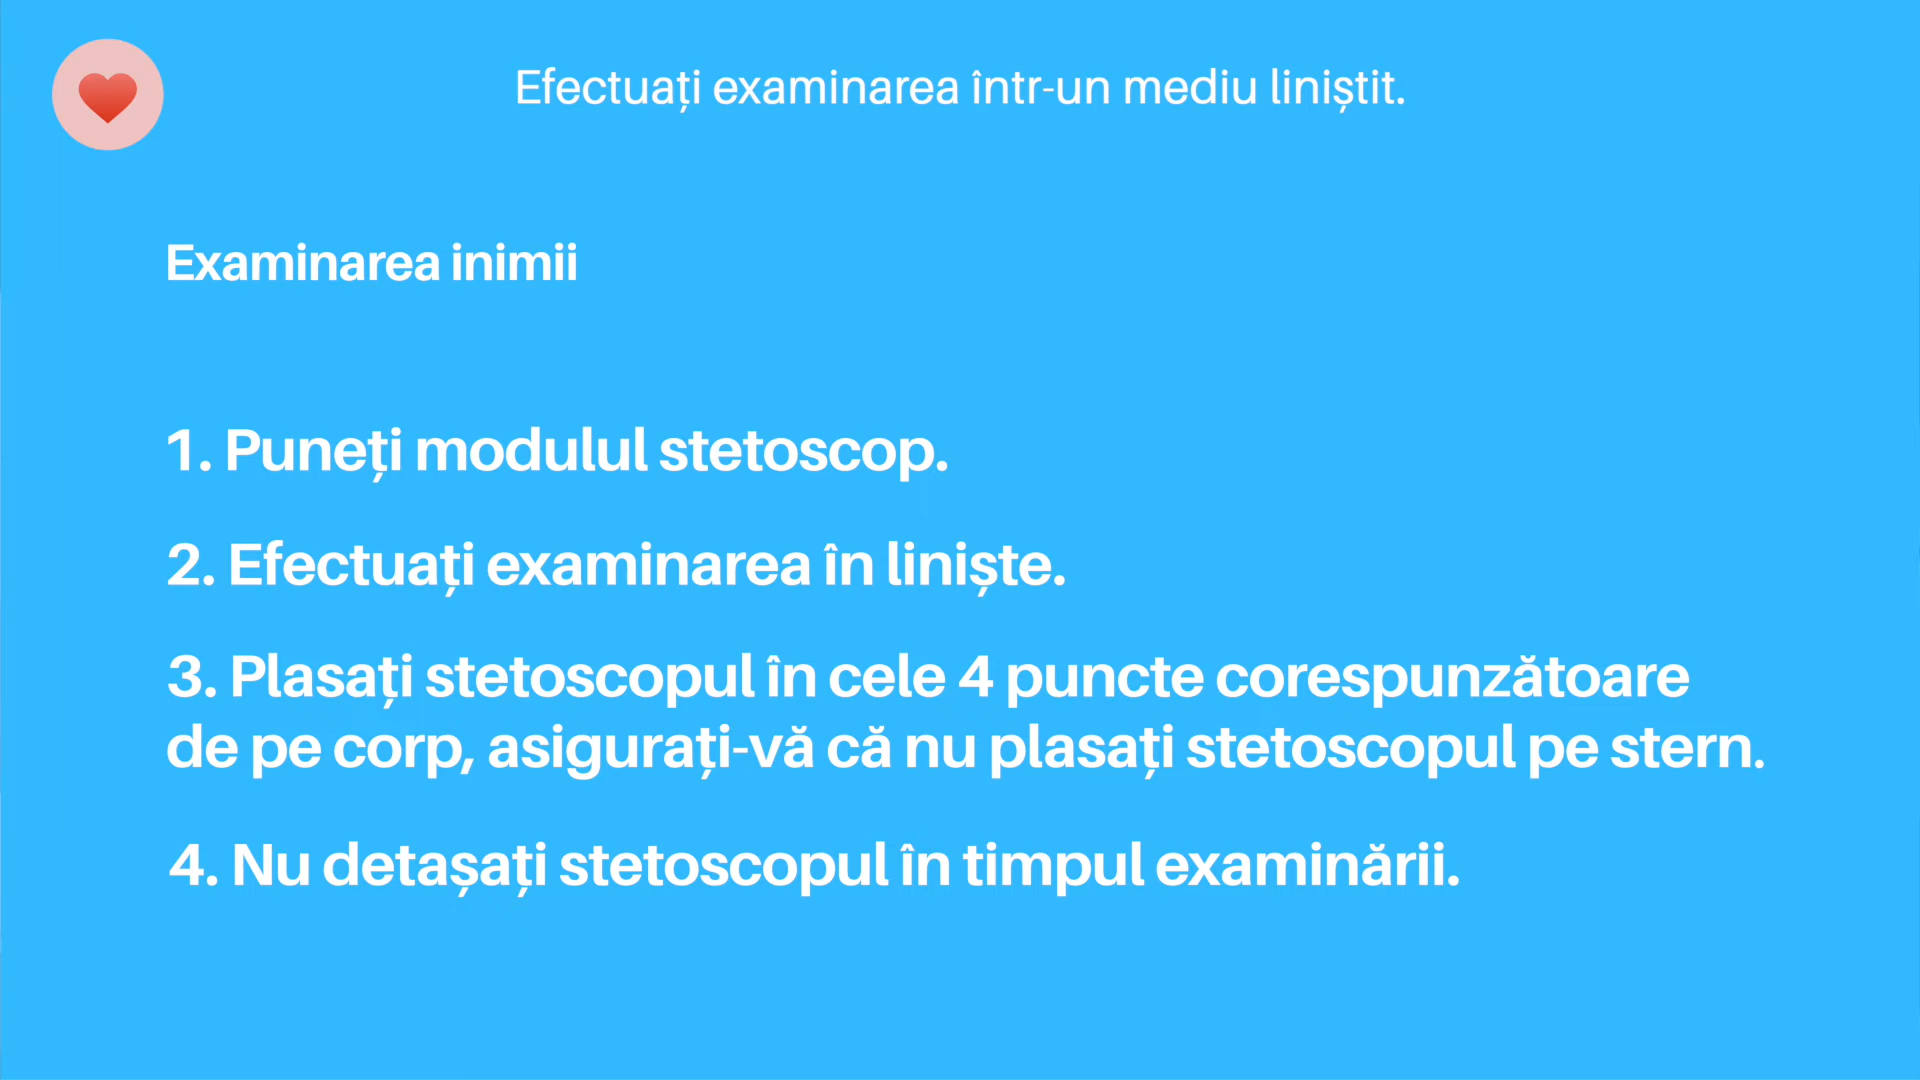 Efectuați examinarea într-un mediu liniștit.
Examinarea inimii
1. Puneți modulul stetoscop.
2. Efectuați examinarea în liniște.
3. Plasați stetoscopul în cele 4 puncte corespunzătoare
de pe corp, asigurați-vă că nu plasați stetoscopul pe stern.
4. Nu detașați stetoscopul în timpul examinării.